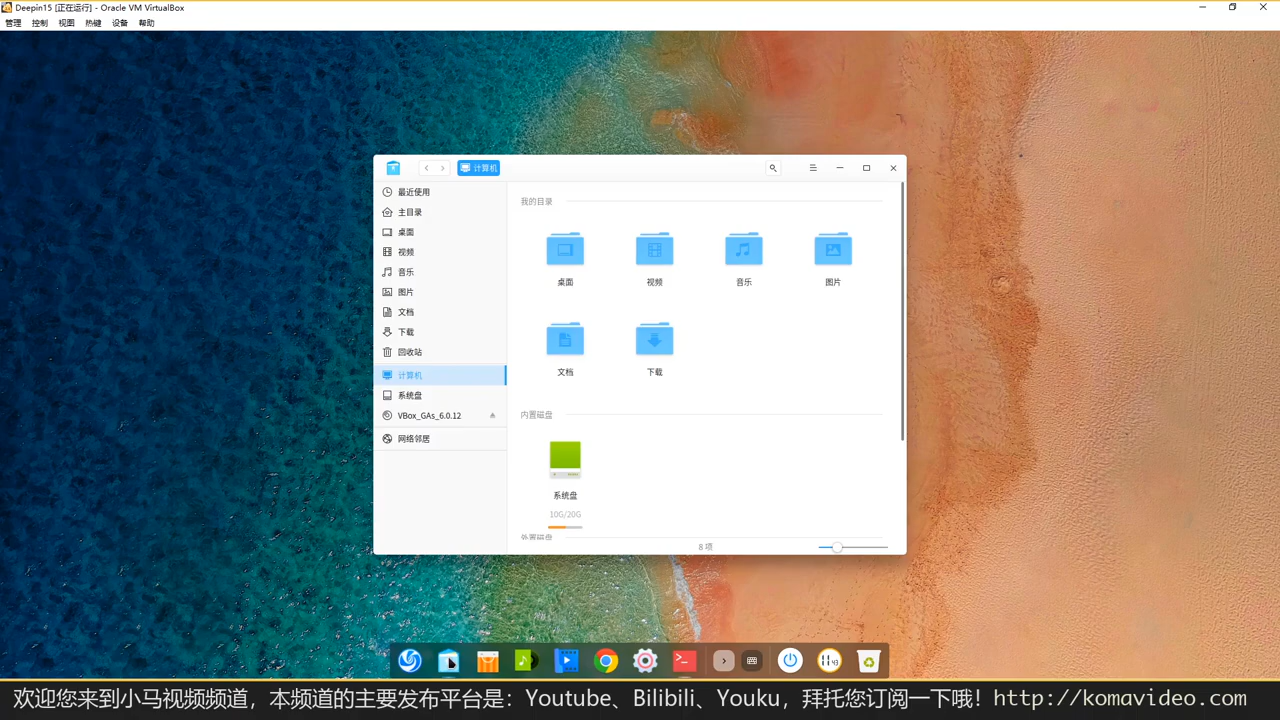 Deepin15 [正在运行] - Oracle VM VirtualBox
管理 控制 视图 热键 设备 帮助
计算机
最近使用
主目录
桌面
视频
音乐
图片
文档
下载
回收站
计算机
系统盘
VBox_GAs_6.0.12
网络邻居
我的目录
桌面 视频 音乐 图片
文档 下载
内置磁盘
系统盘
10G/20G
外置磁盘
8 项
11 43
欢迎您来到小马视频频道，本频道的主要发布平台是：Youtube、Bilibili、Youku，拜托您订阅一下哦！http://komavideo.com